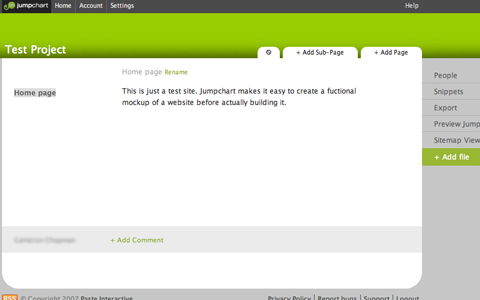 jumpchart Home Account Settings Help
Test Project
+ Add Sub-Page + Add Page
Home page Rename
Home page
This is just a test site. Jumpchart makes it easy to create a fuctional
mockup of a website before actually building it.
People
Snippets
Export
Preview Jump
Sitemap View
+ Add file
+ Add Comment
RSS © Copyright 2007 Paste Interactive
Privacy Policy | Report bugs | Support | Logout